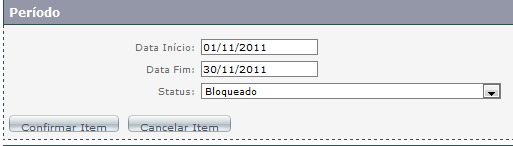 Período
Data Início: 01/11/2011
Data Fim: 30/11/2011
Status: Bloqueado
Confirmar Item Cancelar Item